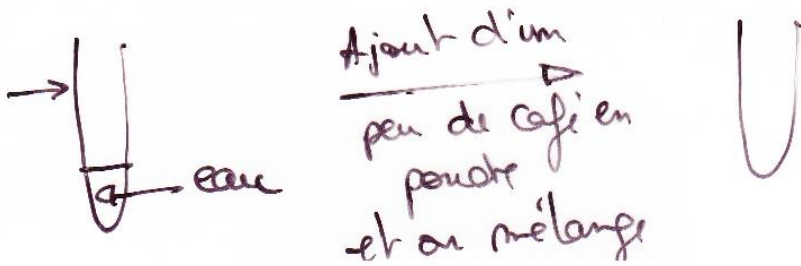 eau
Ajout d'un
peu de café en
poudre
et on mélange